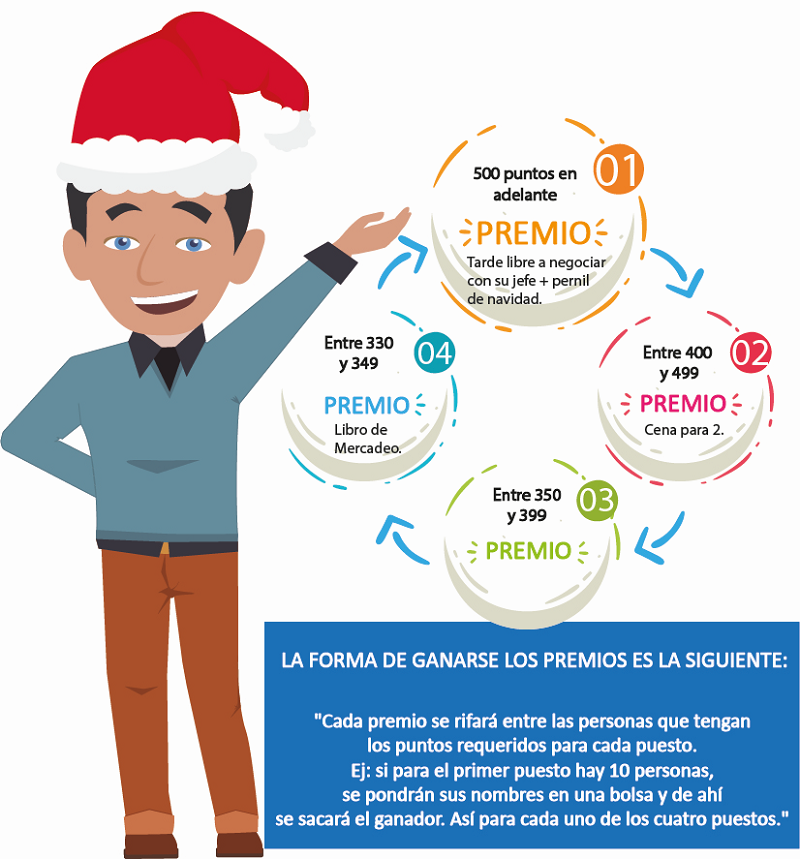 01
500 puntos en
adelante
PREMIO
Tarde libre a negociar
con su jefe + pernil
de navidad.
02
Entre 400
y 499
PREMIO
Cena para 2.
03
Entre 350
y 399
PREMIO
04
Entre 330
y 349
PREMIO
Libro de
Mercadeo.
LA FORMA DE GANARSE LOS PREMIOS ES LA SIGUIENTE:
"Cada premio se rifará entre las personas que tengan
los puntos requeridos para cada puesto.
Ej: si para el primer puesto hay 10 personas,
se pondrán sus nombres en una bolsa y de ahí
se sacará el ganador. Así para cada uno de los cuatro puestos."